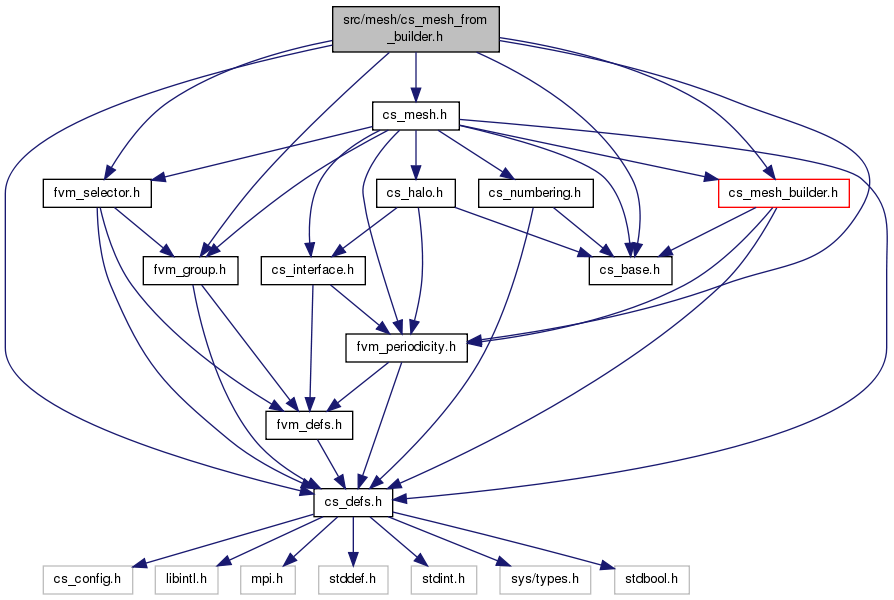 src/mesh/cs_mesh_from
_builder.h
cs_mesh.h
fvm_selector.h
cs_halo.h
cs_numbering.h
cs_mesh_builder.h
fvm_group.h
cs_interface.h
cs_base.h
fvm_periodicity.h
fvm_defs.h
cs_defs.h
cs_config.h
libintl.h
mpi.h
stddef.h
stdint.h
sys/types.h
stdbool.h